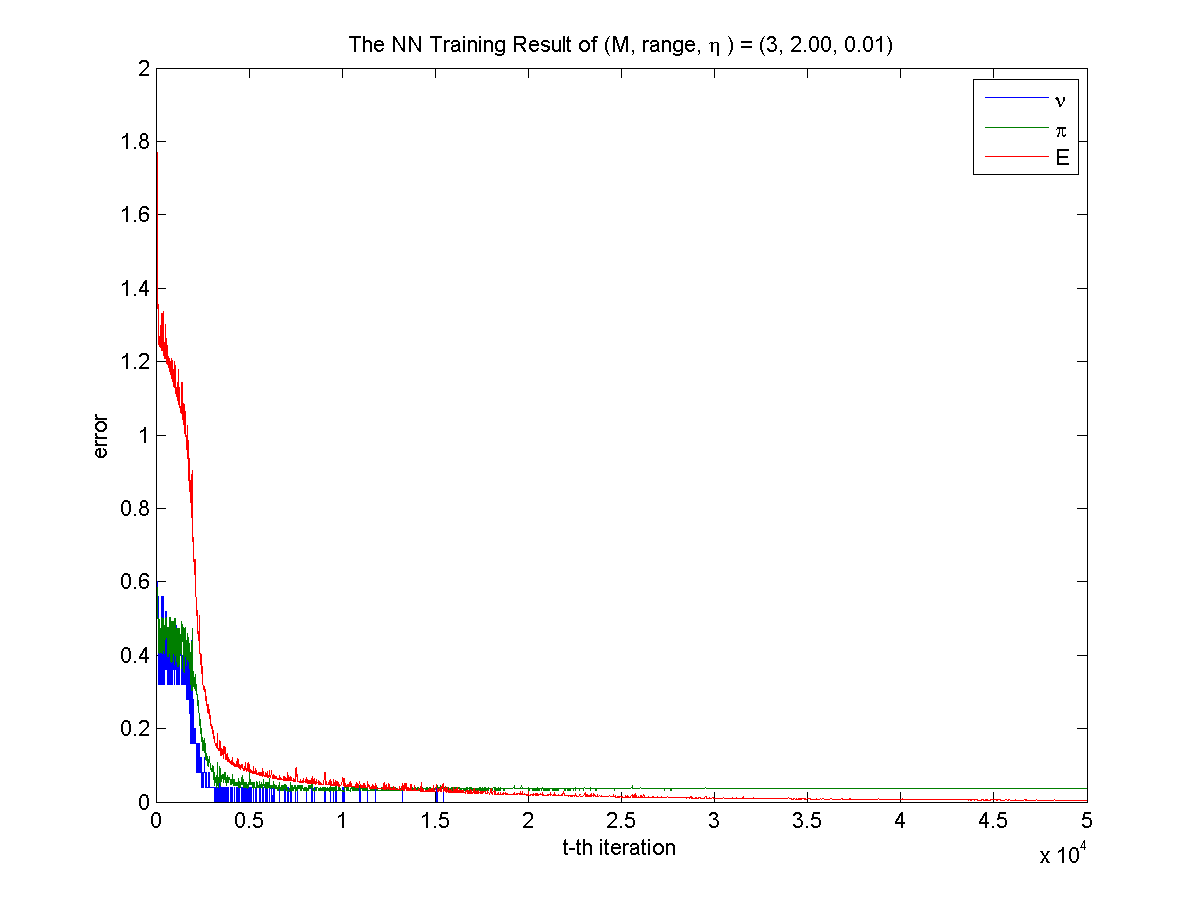 The NN Training Result of (M, range, η ) = (3, 2.00, 0.01)
2
1.8
1.6
1.4
1.2
1
0.8
0.6
0.4
0.2
0
error
ν
π
E
0 0.5 1 1.5 2 2.5 3 3.5 4 4.5 5
x 10^4
t-th iteration